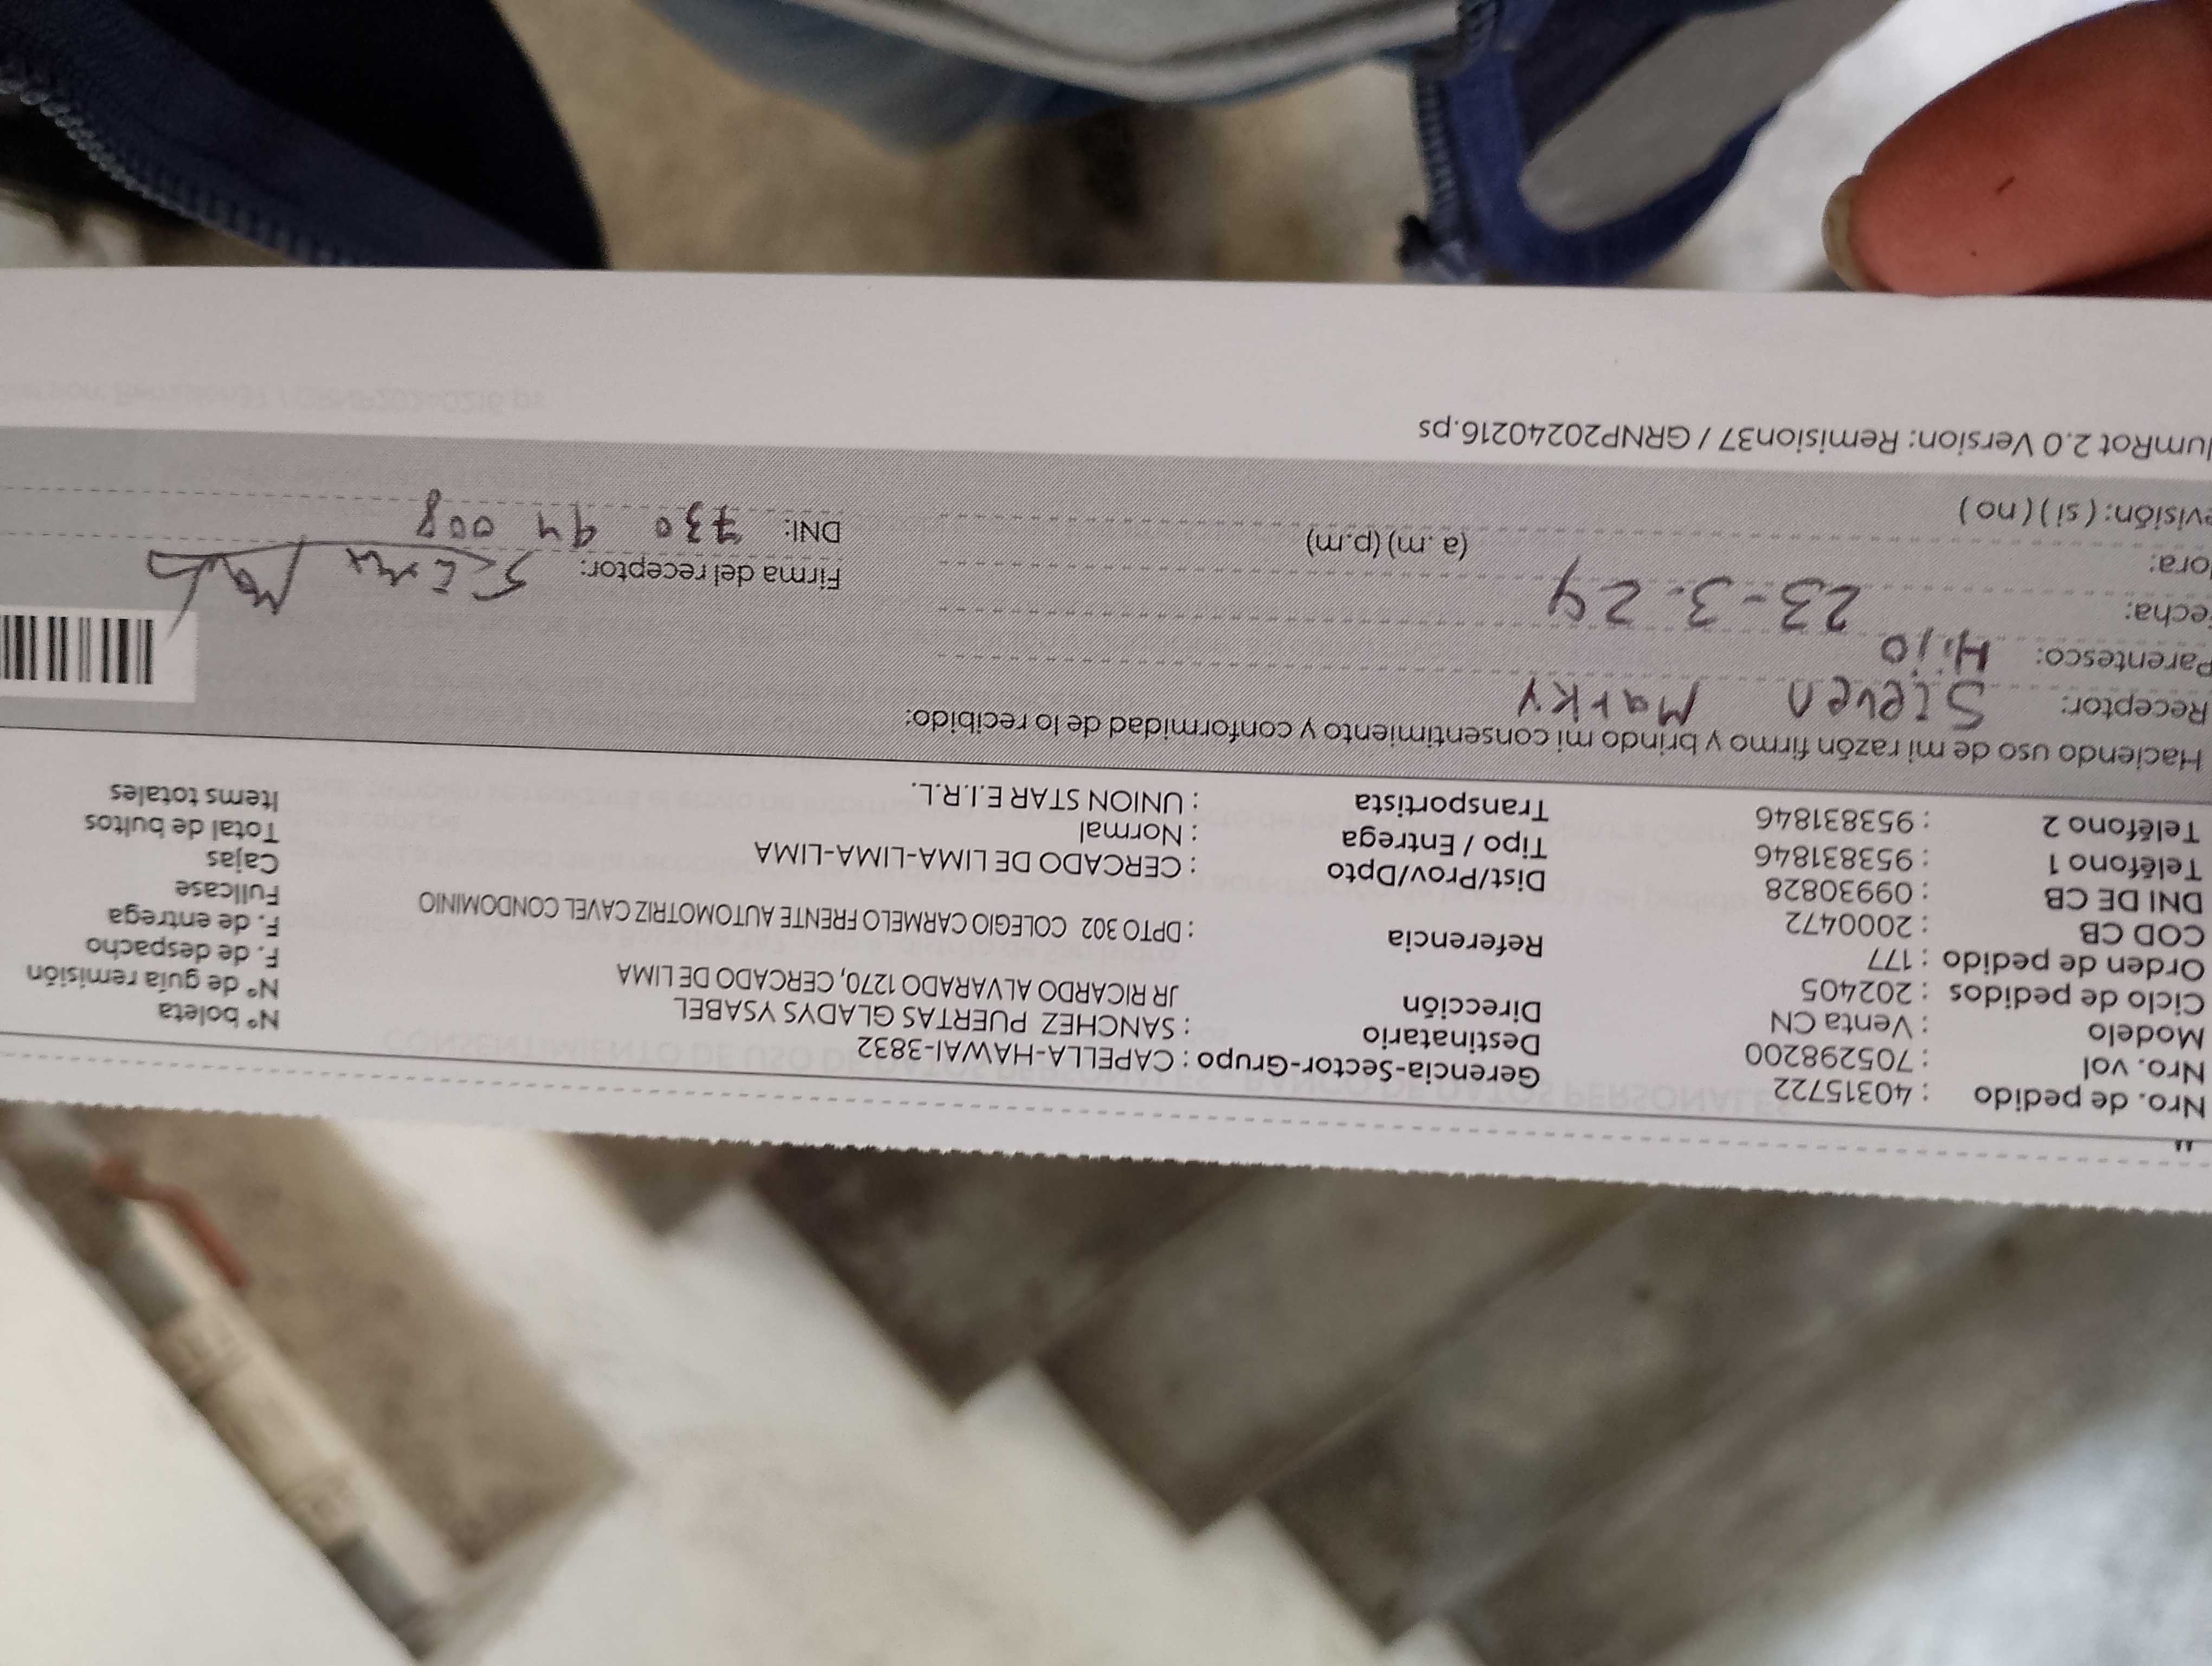 Nro. de pedido : 40315722 Gerencia-Sector-Grupo : CAPELLA-HAWAI-3832
Nro. vol : 705298200 Destinatario : SANCHEZ PUERTAS GLADYS YSABEL Nº boleta
Modelo : Venta CN Dirección JR RICARDO ALVARADO 1270, CERCADO DE LIMA Nº de guía remisión
Ciclo de pedidos : 202405 F. de despacho
Orden de pedido : 177 Referencia : DPTO 302 COLEGIO CARMELO FRENTE AUTOMOTRIZ CAVEL CONDOMINIO F. de entrega
COD CB : 2000472 Fullcase
DNI DE CB : 09930828 Dist/Prov/Dpto : CERCADO DE LIMA-LIMA-LIMA Cajas
Teléfono 1 : 953831846 Tipo / Entrega : Normal Total de bultos
Teléfono 2 : 953831846 Transportista : UNION STAR E.I.R.L. Items totales
Haciendo uso de mi razón firmo y brindo mi consentimiento y conformidad de lo recibido:
Receptor: Steven Marky
Parentesco: Hijo
echa: 23-3-24
ora: (a.m) (p.m) Firma del receptor:
evisión: (si) (no) DNI: 730 94 008
umRot 2.0 Version: Remision37 / GRNP20240216.ps